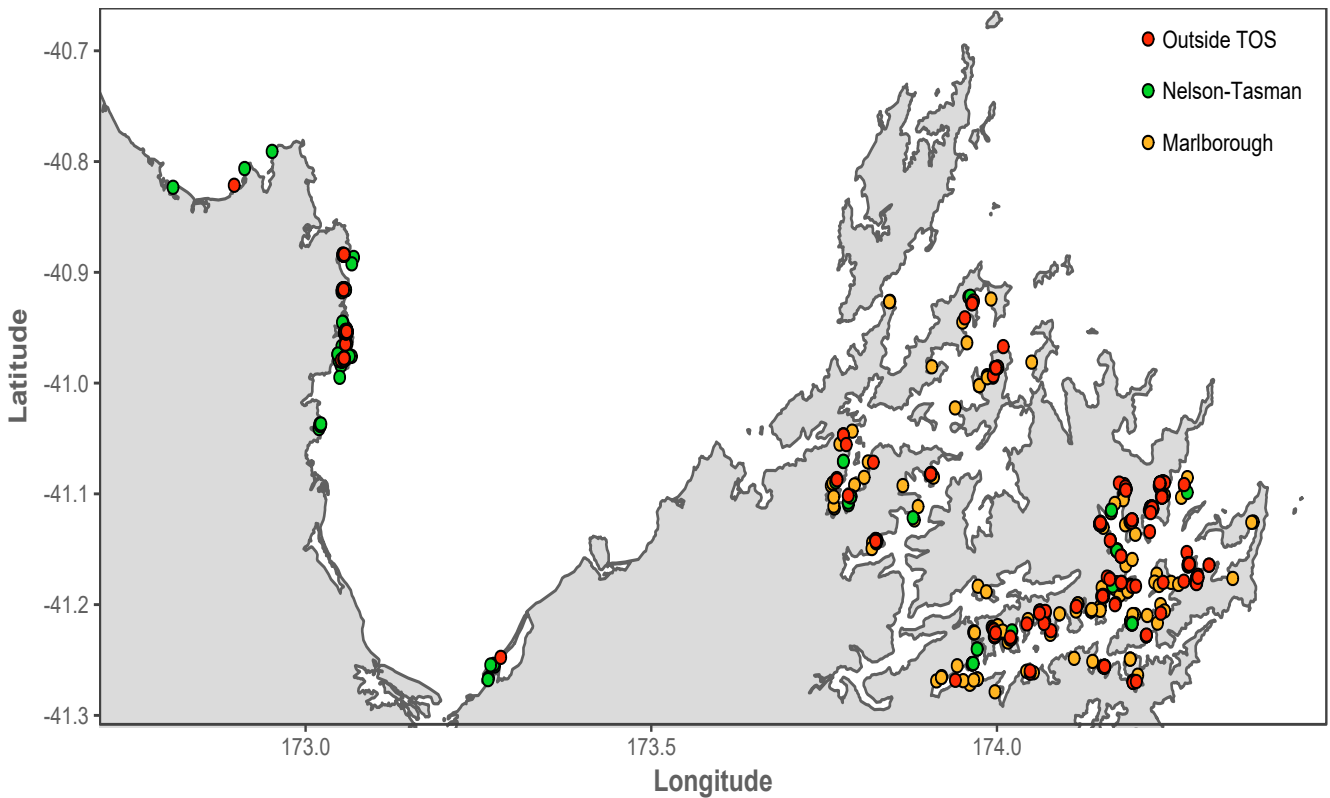 -40.7
-40.8
-40.9
-41.0
-41.1
-41.2
-41.3
Latitude
Outside TOS
Nelson-Tasman
Marlborough
173.0
173.5
174.0
Longitude